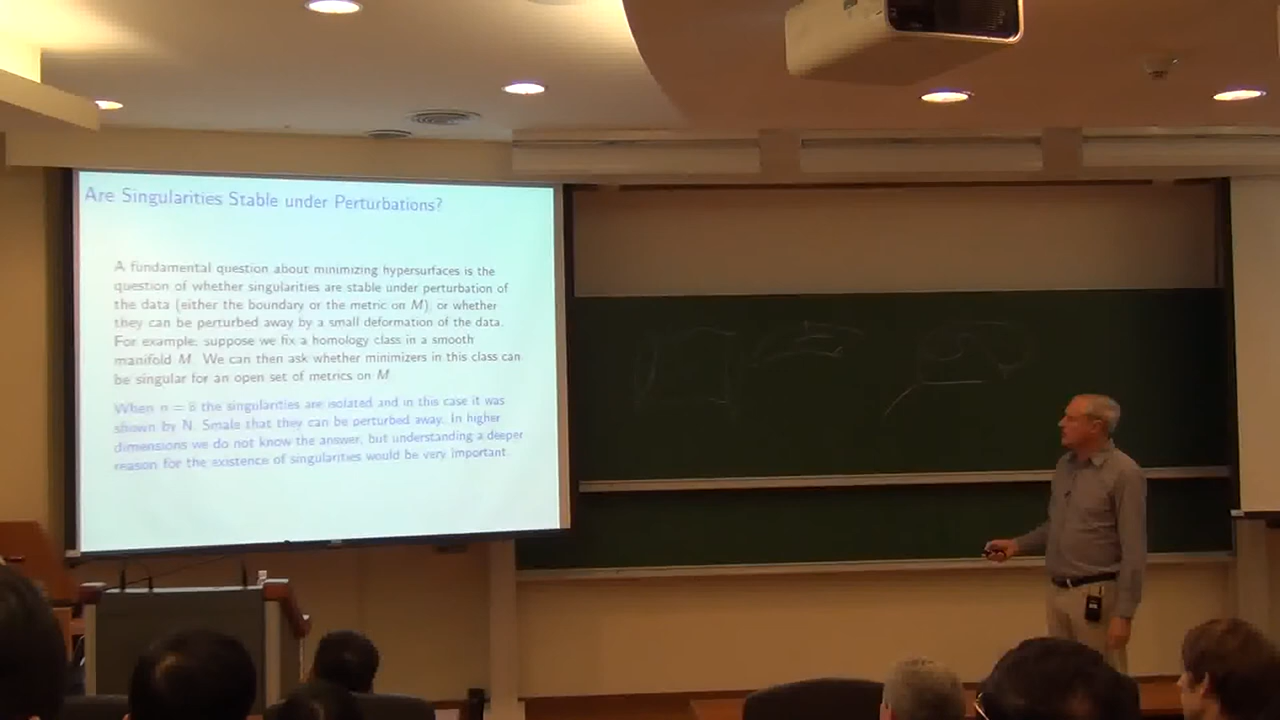 Are Singularities Stable under Perturbations?
A fundamental question about minimizing hypersurfaces is the
question of whether singularities are stable under perturbation of
the data (either the boundary or the metric on M), or whether
they can be perturbed away by a small deformation of the data.
For example, suppose we fix a homology class in a smooth
manifold M. We can then ask whether minimizers in this class can
be singular for an open set of metrics on M.
When n = 8 the singularities are isolated and in this case it was
shown by N. Smale that they can be perturbed away. In higher
dimensions we do not know the answer, but understanding a deeper
reason for the existence of singularities would be very important.